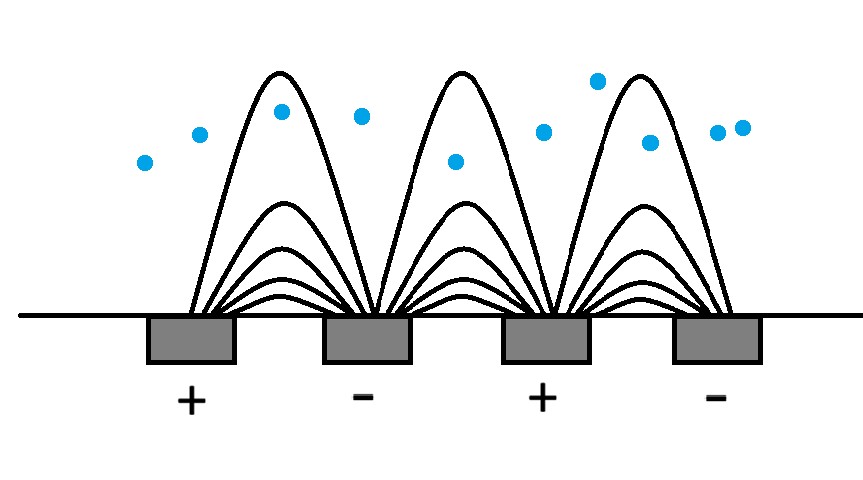 + - + -